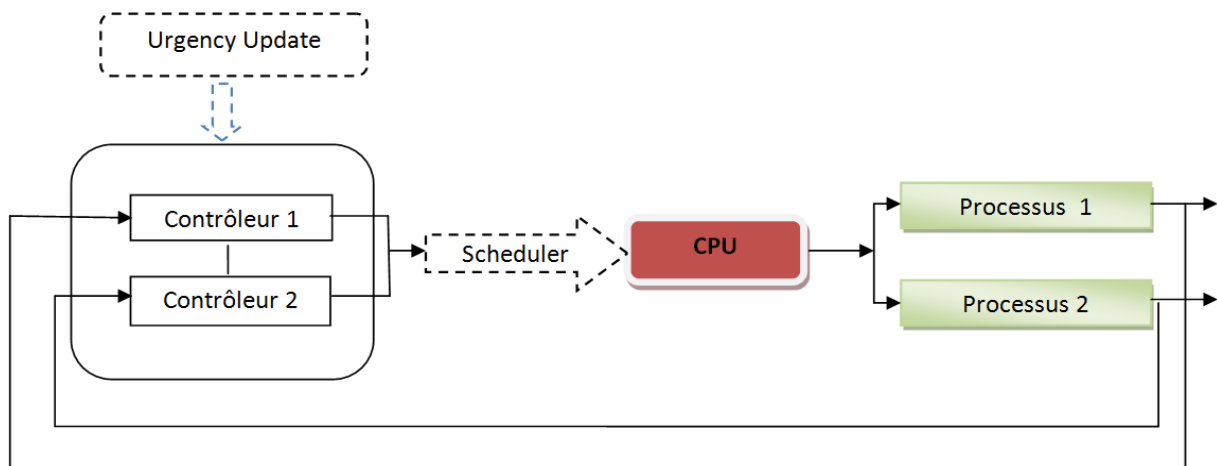 Urgency Update
Contrôleur 1
Contrôleur 2
Scheduler
CPU
Processus 1
Processus 2